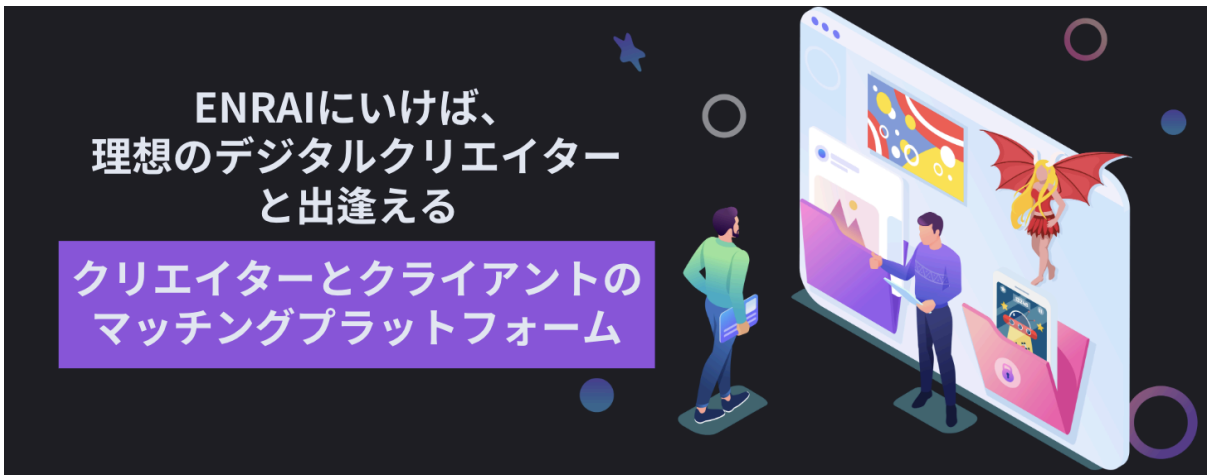 ENRAIにいけば、
理想のデジタルクリエイター
と出逢える
クリエイターとクライアントの
マッチングプラットフォーム